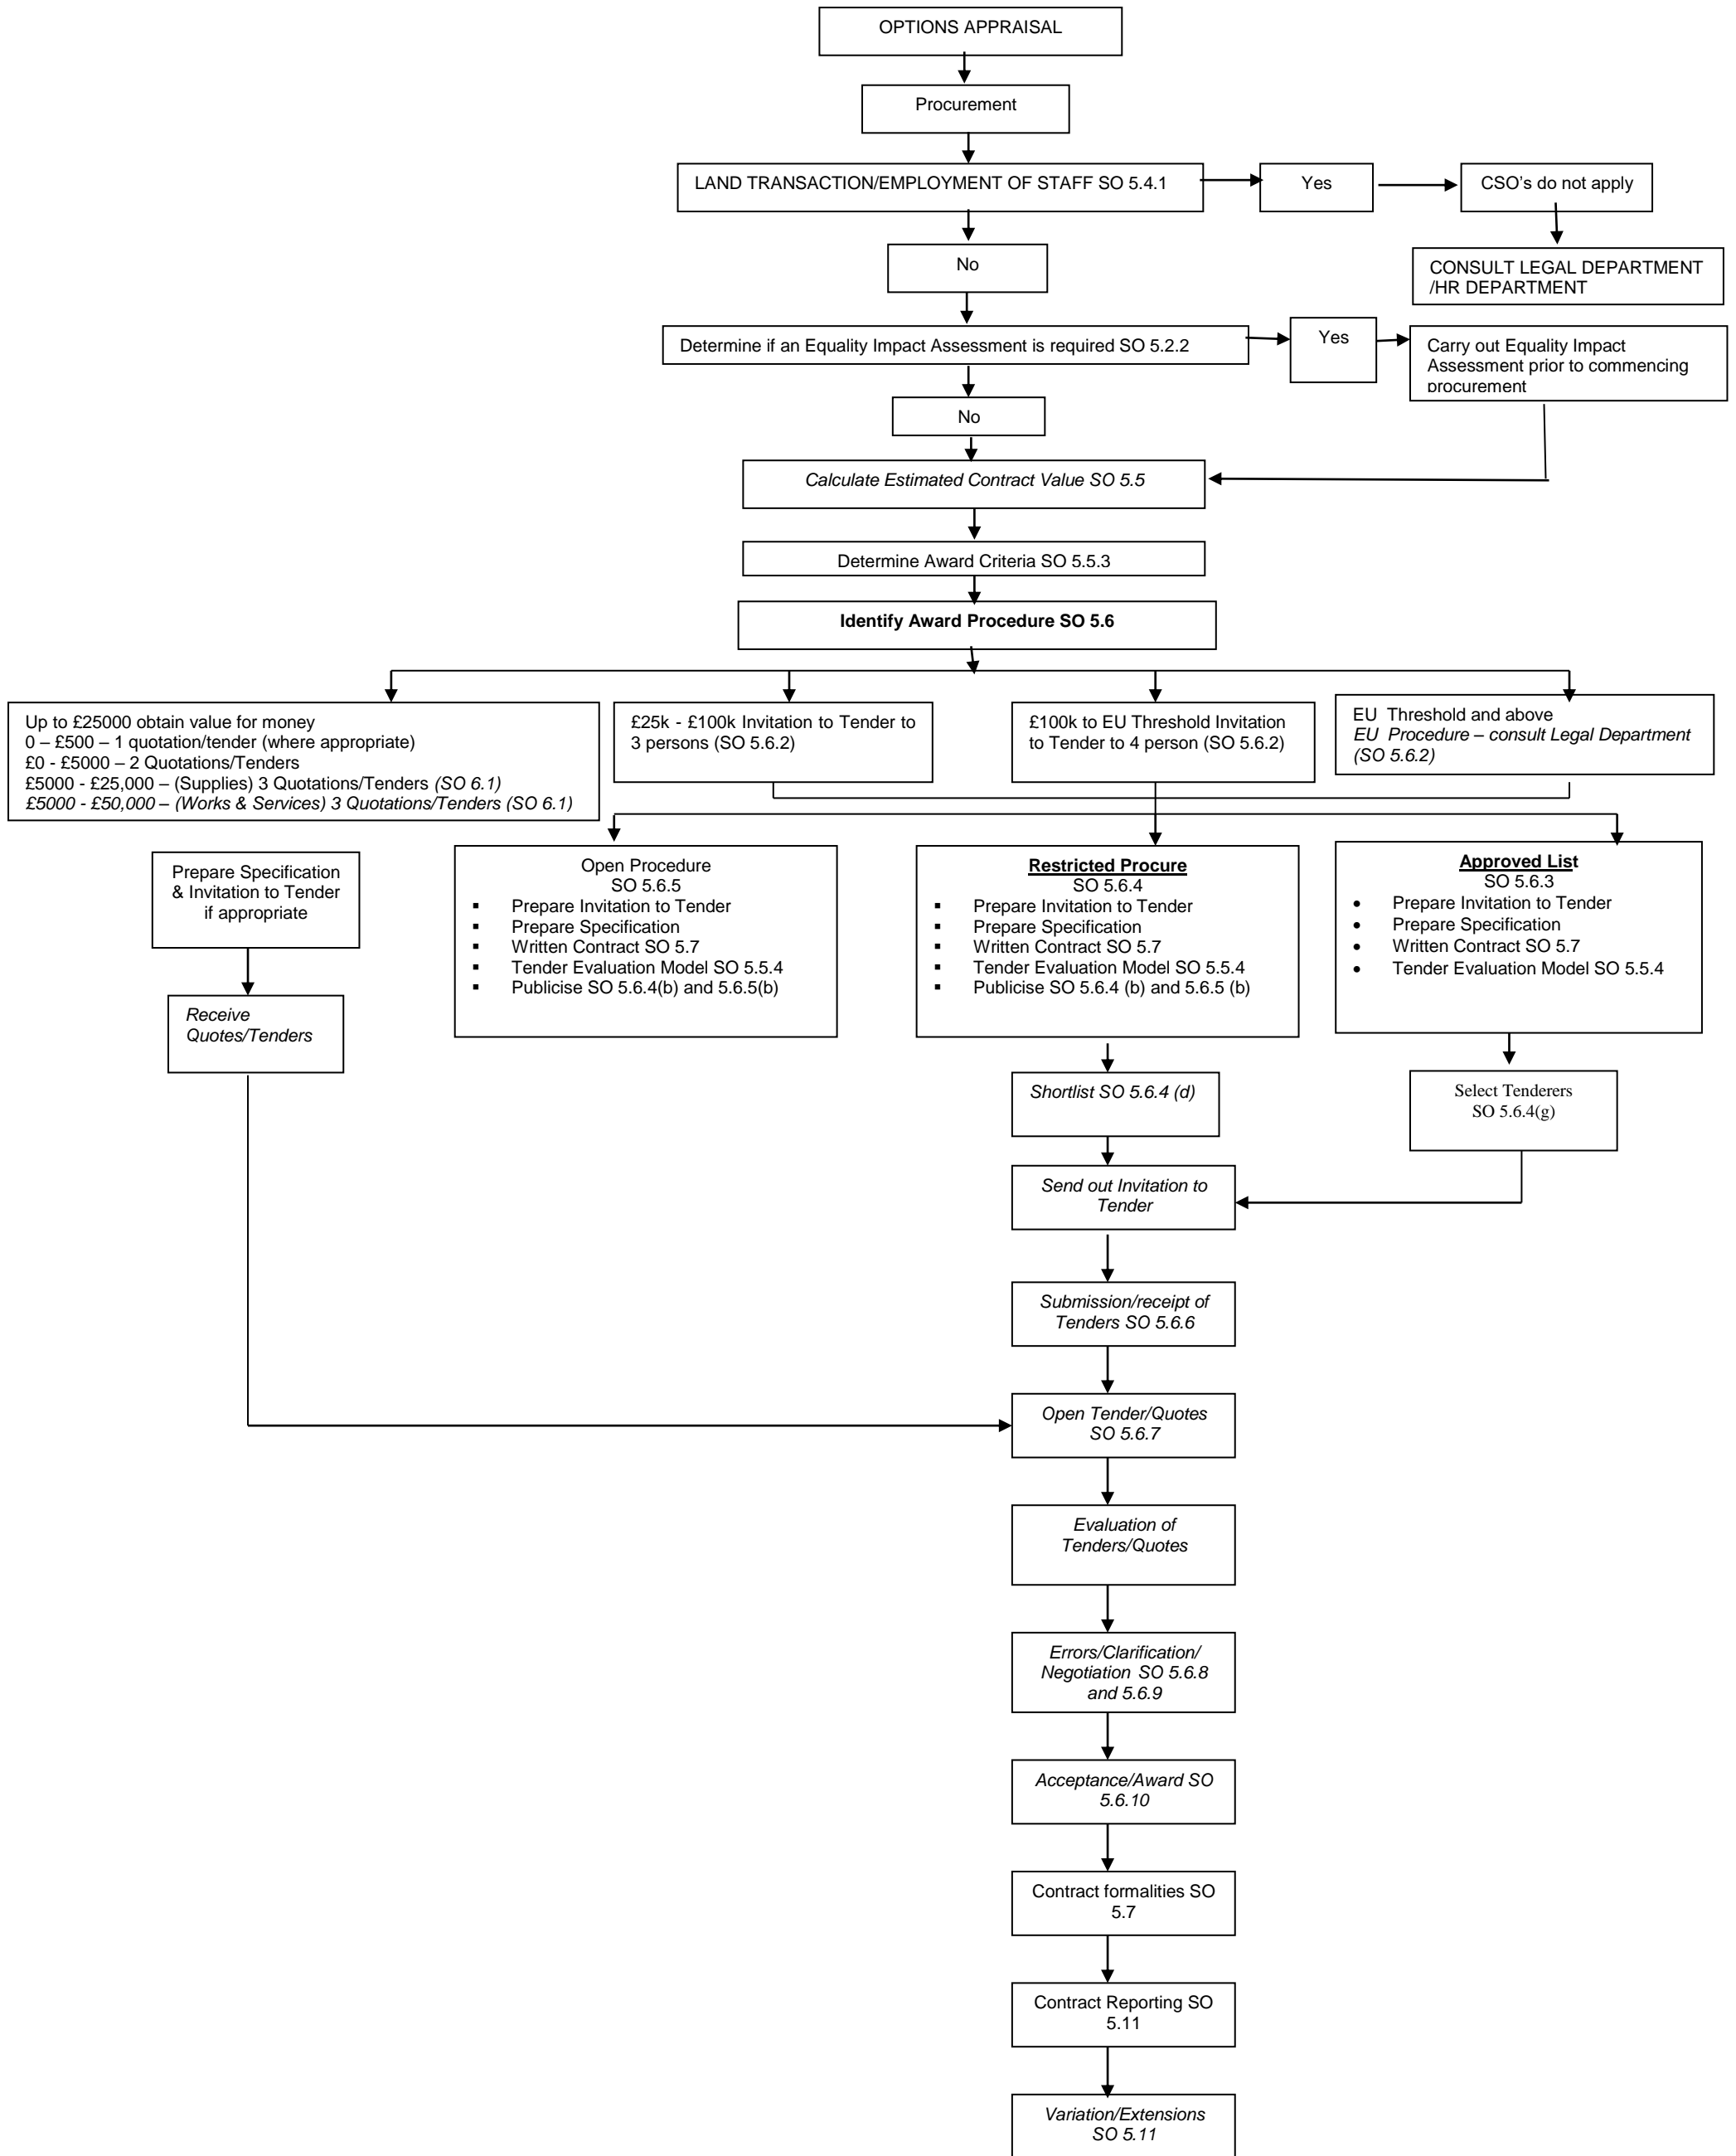 OPTIONS APPRAISAL
Procurement
LAND TRANSACTION/EMPLOYMENT OF STAFF SO 5.4.1
Yes
CSO's do not apply
No
CONSULT LEGAL DEPARTMENT
/HR DEPARTMENT
Determine if an Equality Impact Assessment is required SO 5.2.2
Yes
Carry out Equality Impact
Assessment prior to commencing
procurement
No
Calculate Estimated Contract Value SO 5.5
Determine Award Criteria SO 5.5.3
Identify Award Procedure SO 5.6
Up to £25000 obtain value for money
0 – £500 – 1 quotation/tender (where appropriate)
£0 - £5000 – 2 Quotations/Tenders
£5000 - £25,000 – (Supplies) 3 Quotations/Tenders (SO 6.1)
£5000 - £50,000 – (Works & Services) 3 Quotations/Tenders (SO 6.1)
£25k - £100k Invitation to Tender to
3 persons (SO 5.6.2)
£100k to EU Threshold Invitation
to Tender to 4 person (SO 5.6.2)
EU Threshold and above
EU Procedure – consult Legal Department
(SO 5.6.2)
Prepare Specification
& Invitation to Tender
if appropriate
Open Procedure
SO 5.6.5
▪ Prepare Invitation to Tender
▪ Prepare Specification
▪ Written Contract SO 5.7
▪ Tender Evaluation Model SO 5.5.4
▪ Publicise SO 5.6.4(b) and 5.6.5(b)
Restricted Procure
SO 5.6.4
▪ Prepare Invitation to Tender
▪ Prepare Specification
▪ Written Contract SO 5.7
▪ Tender Evaluation Model SO 5.5.4
▪ Publicise SO 5.6.4 (b) and 5.6.5 (b)
Approved List
SO 5.6.3
• Prepare Invitation to Tender
• Prepare Specification
• Written Contract SO 5.7
• Tender Evaluation Model SO 5.5.4
Receive
Quotes/Tenders
Shortlist SO 5.6.4 (d)
Select Tenderers
SO 5.6.4(g)
Send out Invitation to
Tender
Submission/receipt of
Tenders SO 5.6.6
Open Tender/Quotes
SO 5.6.7
Evaluation of
Tenders/Quotes
Errors/Clarification/
Negotiation SO 5.6.8
and 5.6.9
Acceptance/Award SO
5.6.10
Contract formalities SO
5.7
Contract Reporting SO
5.11
Variation/Extensions
SO 5.11